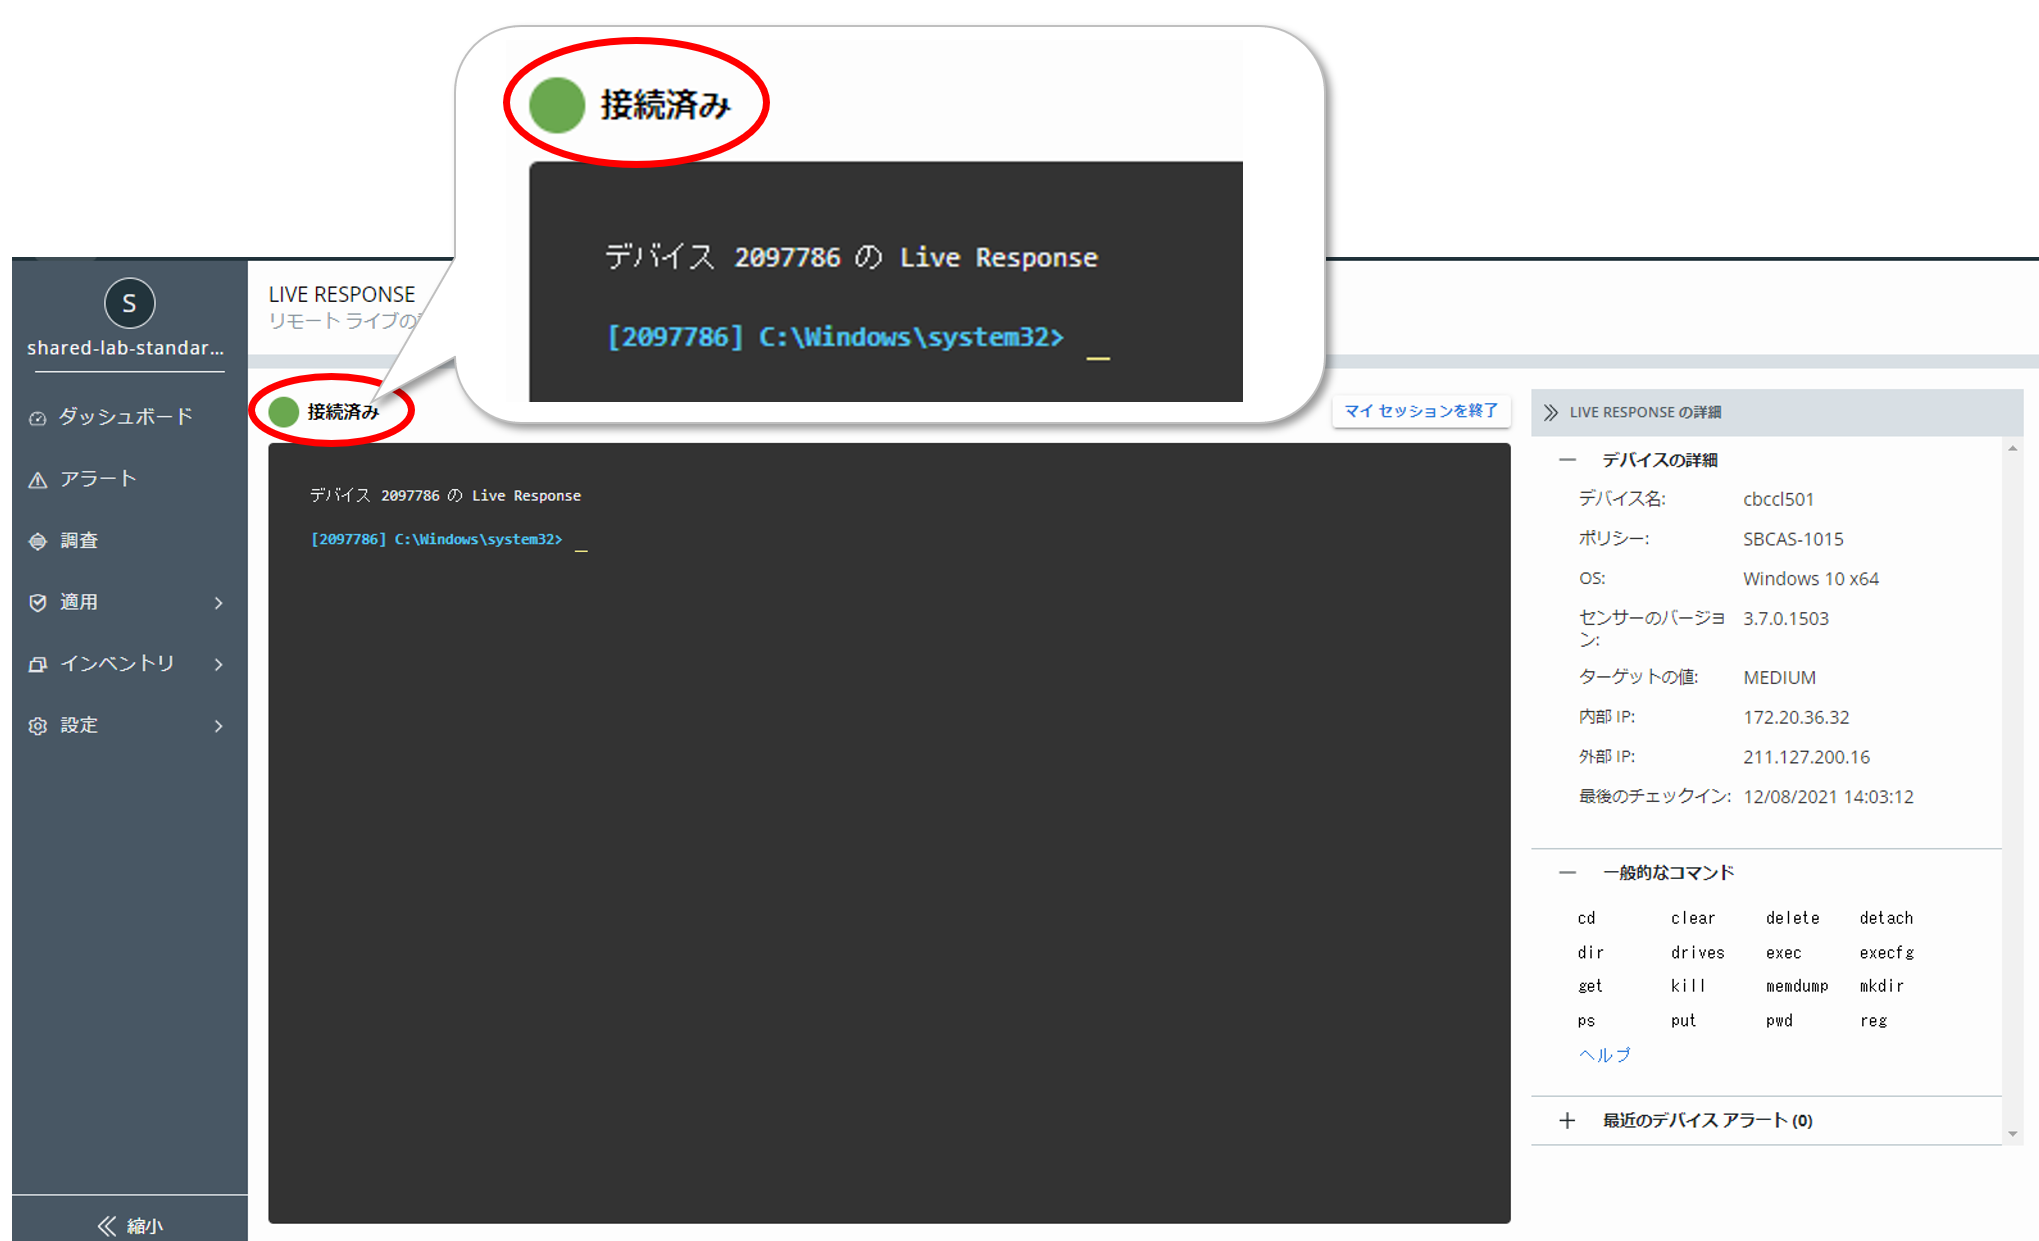 接続済み
デバイス 2097786 の Live Response
[2097786] C:\Windows\system32> _
S
shared-lab-standar...
ダッシュボード
アラート
調査
適用
インベントリ
設定
縮小
LIVE RESPONSE
リモート ライブの
接続済み
マイ セッションを終了
デバイス 2097786 の Live Response
[2097786] C:\Windows\system32> _
LIVE RESPONSE の詳細
デバイスの詳細
デバイス名: cbccl501
ポリシー: SBCAS-1015
OS: Windows 10 x64
センサーのバージョ 3.7.0.1503
ン:
ターゲットの値: MEDIUM
内部 IP: 172.20.36.32
外部 IP: 211.127.200.16
最後のチェックイン: 12/08/2021 14:03:12
一般的なコマンド
cd clear delete detach
dir drives exec execfg
get kill memdump mkdir
ps put pwd reg
ヘルプ
最近のデバイス アラート (0)